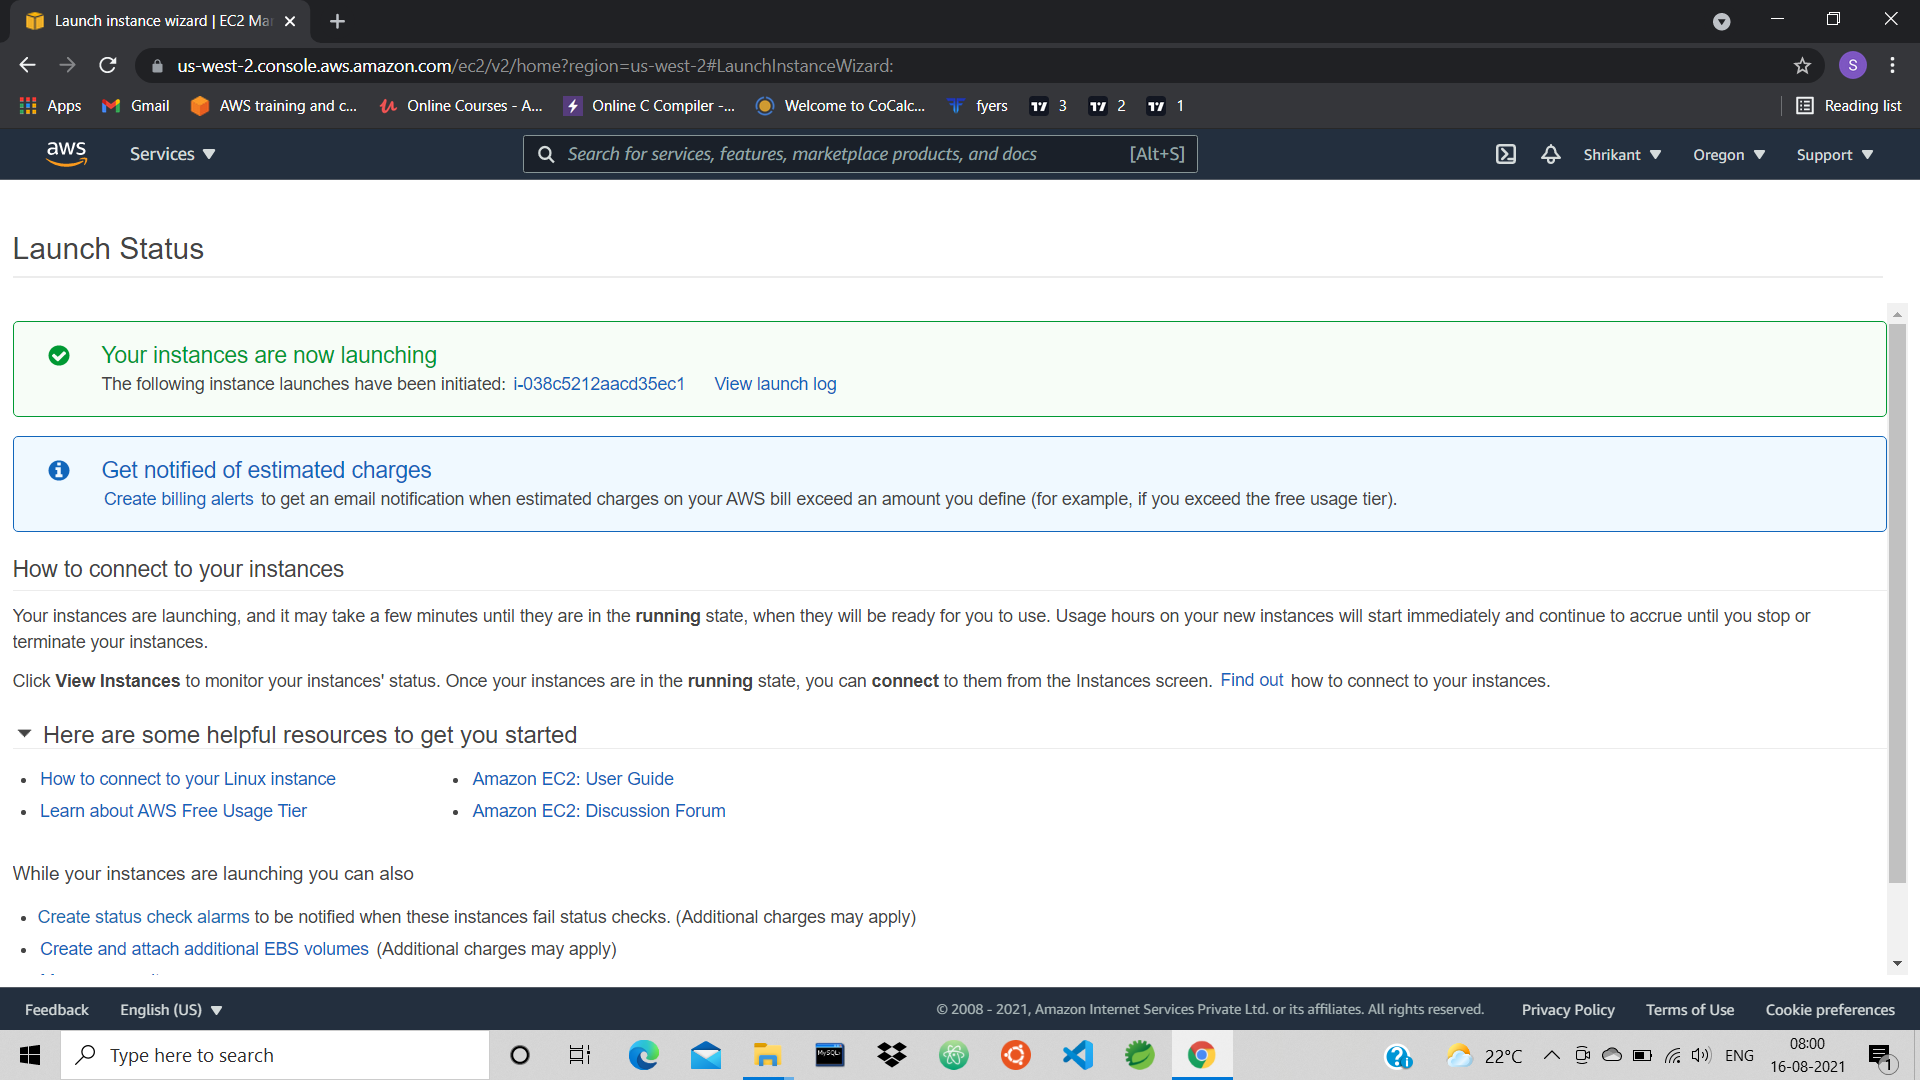 Launch instance wizard | EC2 Ma
us-west-2.console.aws.amazon.com/ec2/v2/home?region=us-west-2#LaunchInstanceWizard:
S
Apps Gmail AWS training and c... Online Courses - A... Online C Compiler -... Welcome to CoCalc... fyers 3 2 1 Reading list
aws Services Search for services, features, marketplace products, and docs [Alt+S] Shrikant Oregon Support
Launch Status
Your instances are now launching
The following instance launches have been initiated: i-038c5212aacd35ec1 View launch log
Get notified of estimated charges
Create billing alerts to get an email notification when estimated charges on your AWS bill exceed an amount you define (for example, if you exceed the free usage tier).
How to connect to your instances
Your instances are launching, and it may take a few minutes until they are in the running state, when they will be ready for you to use. Usage hours on your new instances will start immediately and continue to accrue until you stop or
terminate your instances.
Click View Instances to monitor your instances' status. Once your instances are in the running state, you can connect to them from the Instances screen. Find out how to connect to your instances.
Here are some helpful resources to get you started
• How to connect to your Linux instance
• Amazon EC2: User Guide
• Learn about AWS Free Usage Tier
• Amazon EC2: Discussion Forum
While your instances are launching you can also
• Create status check alarms to be notified when these instances fail status checks. (Additional charges may apply)
• Create and attach additional EBS volumes (Additional charges may apply)
Feedback English (US) © 2008 - 2021, Amazon Internet Services Private Ltd. or its affiliates. All rights reserved. Privacy Policy Terms of Use Cookie preferences
Type here to search
22°C ENG
08:00
16-08-2021
1